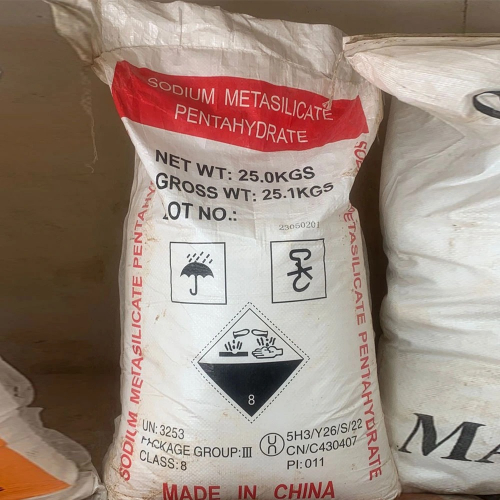 SODIUM METASILICATE
PENTAHYDRATE
NET WT: 25.0KGS
GROSS WT: 25.1KGS
LOT NO.: 23050201
SODIUM METASILICATE PENTAHYDRATE
METASILICATE PENTAHYDRATE
8
UN: 3253
PACKAGE GROUP:III
CLASS: 8
5H3/Y26/S/22
CN/C430407
PI: 011
MADE IN CHINA
MA